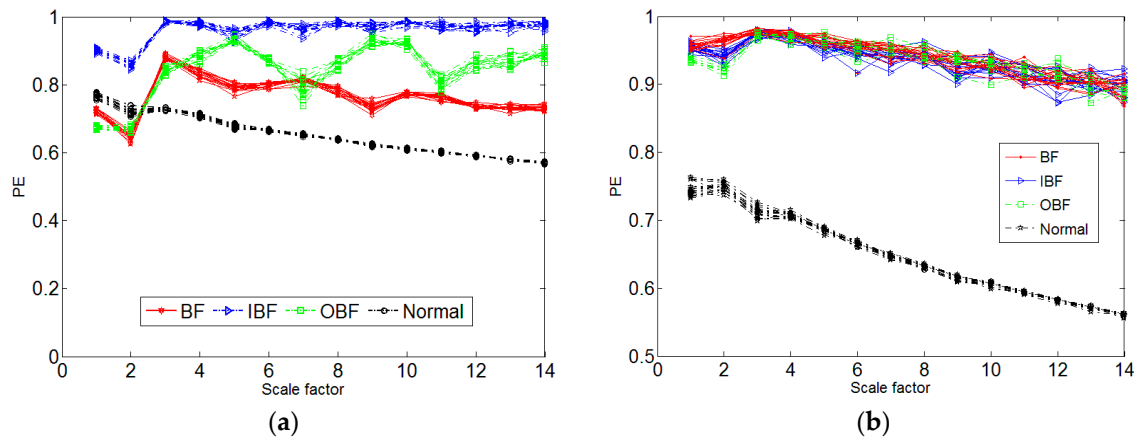 1
0.8
0.6
0.4
0.2
0
PE
0 2 4 6 8 10 12 14
Scale factor
BF IBF OBF Normal
(a)
1
0.9
0.8
0.7
0.6
0.5
PE
0 2 4 6 8 10 12 14
Scale factor
BF
IBF
OBF
Normal
(b)